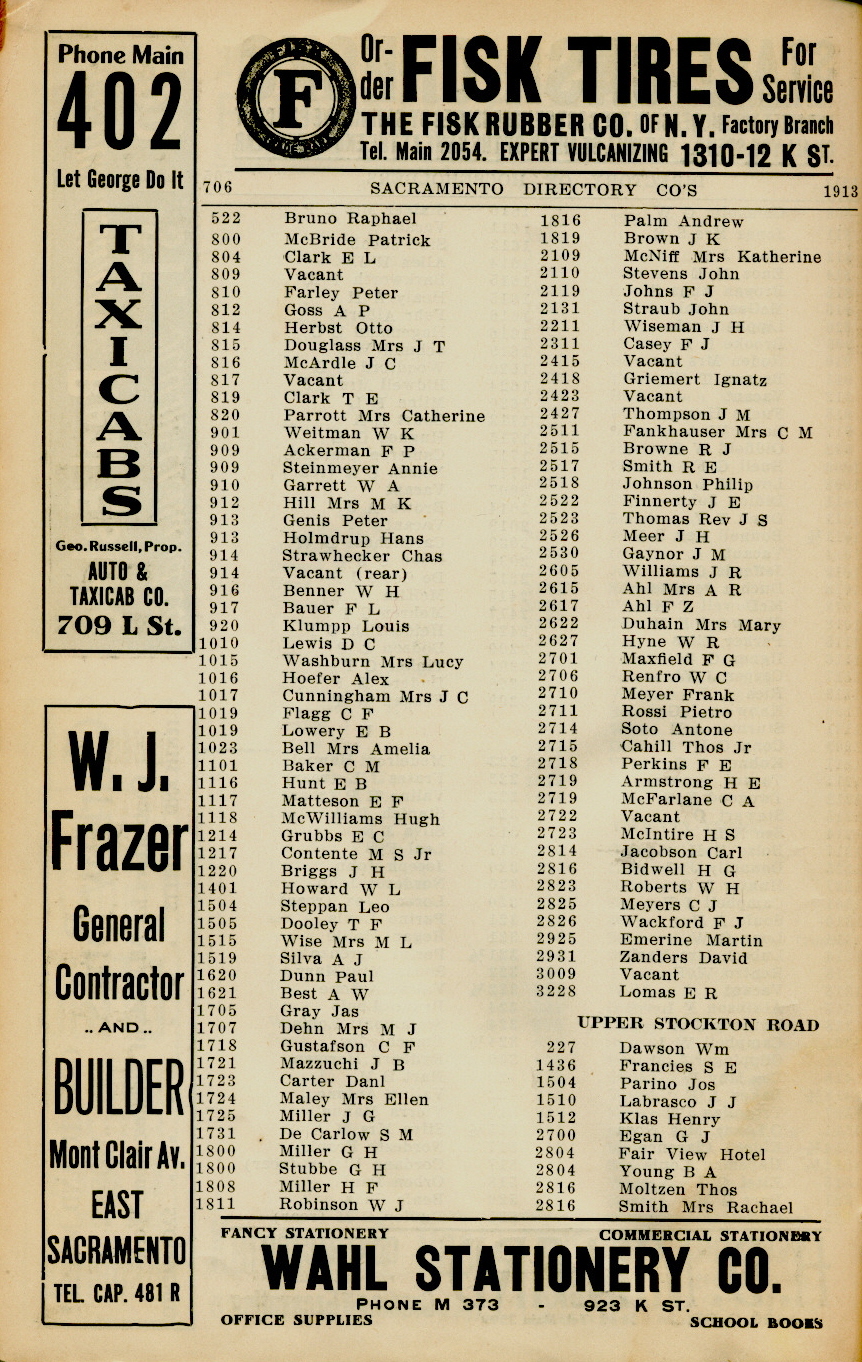 Phone Main
402
Let George Do It
TAXICABS
Geo. Russell, Prop.
AUTO &
TAXICAB CO.
709 L St.
W. J.
Frazer
General
Contractor
.. AND ..
BUILDER
Mont Clair Av.
EAST
SACRAMENTO
TEL. CAP. 481 R
FISK
F
Or-
der
FISK TIRES
For
Service
THE FISK RUBBER CO. OF N. Y. Factory Branch
Tel. Main 2054. EXPERT VULCANIZING 1310-12 K ST.
706 SACRAMENTO DIRECTORY CO'S 1913
522 Bruno Raphael
800 McBride Patrick
804 Clark E L
809 Vacant
810 Farley Peter
812 Goss A P
814 Herbst Otto
815 Douglass Mrs J T
816 McArdle J C
817 Vacant
819 Clark T E
820 Parrott Mrs Catherine
901 Weitman W K
909 Ackerman F P
909 Steinmeyer Annie
910 Garrett W A
912 Hill Mrs M K
913 Genis Peter
913 Holmdrup Hans
914 Strawhecker Chas
914 Vacant (rear)
916 Benner W H
917 Bauer F L
920 Klumpp Louis
1010 Lewis D C
1015 Washburn Mrs Lucy
1016 Hoefer Alex
1017 Cunningham Mrs J C
1019 Flagg C F
1019 Lowery E B
1023 Bell Mrs Amelia
1101 Baker C M
1116 Hunt E B
1117 Matteson E F
1118 McWilliams Hugh
1214 Grubbs E C
1217 Contente M S Jr
1220 Briggs J H
1401 Howard W L
1504 Steppan Leo
1505 Dooley T F
1515 Wise Mrs M L
1519 Silva A J
1620 Dunn Paul
1621 Best A W
1705 Gray Jas
1707 Dehn Mrs M J
1718 Gustafson C F
1721 Mazzuchi J B
1723 Carter Danl
1724 Maley Mrs Ellen
1725 Miller J G
1731 De Carlow S M
1800 Miller G H
1800 Stubbe G H
1808 Miller H F
1811 Robinson W J
1816 Palm Andrew
1819 Brown J K
2109 McNiff Mrs Katherine
2110 Stevens John
2119 Johns F J
2131 Straub John
2211 Wiseman J H
2311 Casey F J
2415 Vacant
2418 Griemert Ignatz
2423 Vacant
2427 Thompson J M
2511 Fankhauser Mrs C M
2515 Browne R J
2517 Smith R E
2518 Johnson Philip
2522 Finnerty J E
2523 Thomas Rev J S
2526 Meer J H
2530 Gaynor J M
2605 Williams J R
2615 Ahl Mrs A R
2617 Ahl F Z
2622 Duhain Mrs Mary
2627 Hyne W R
2701 Maxfield F G
2706 Renfro W C
2710 Meyer Frank
2711 Rossi Pietro
2714 Soto Antone
2715 Cahill Thos Jr
2718 Perkins F E
2719 Armstrong H E
2719 McFarlane C A
2722 Vacant
2723 McIntire H S
2814 Jacobson Carl
2816 Bidwell H G
2823 Roberts W H
2825 Meyers C J
2826 Wackford F J
2925 Emerine Martin
2931 Zanders David
3009 Vacant
3228 Lomas E R
UPPER STOCKTON ROAD
227 Dawson Wm
1436 Francies S E
1504 Parino Jos
1510 Labrasco J J
1512 Klas Henry
2700 Egan G J
2804 Fair View Hotel
2804 Young B A
2816 Moltzen Thos
2816 Smith Mrs Rachael
FANCY STATIONERY COMMERCIAL STATIONERY
WAHL STATIONERY CO.
PHONE M 373 - 923 K ST.
OFFICE SUPPLIES SCHOOL BOOKS